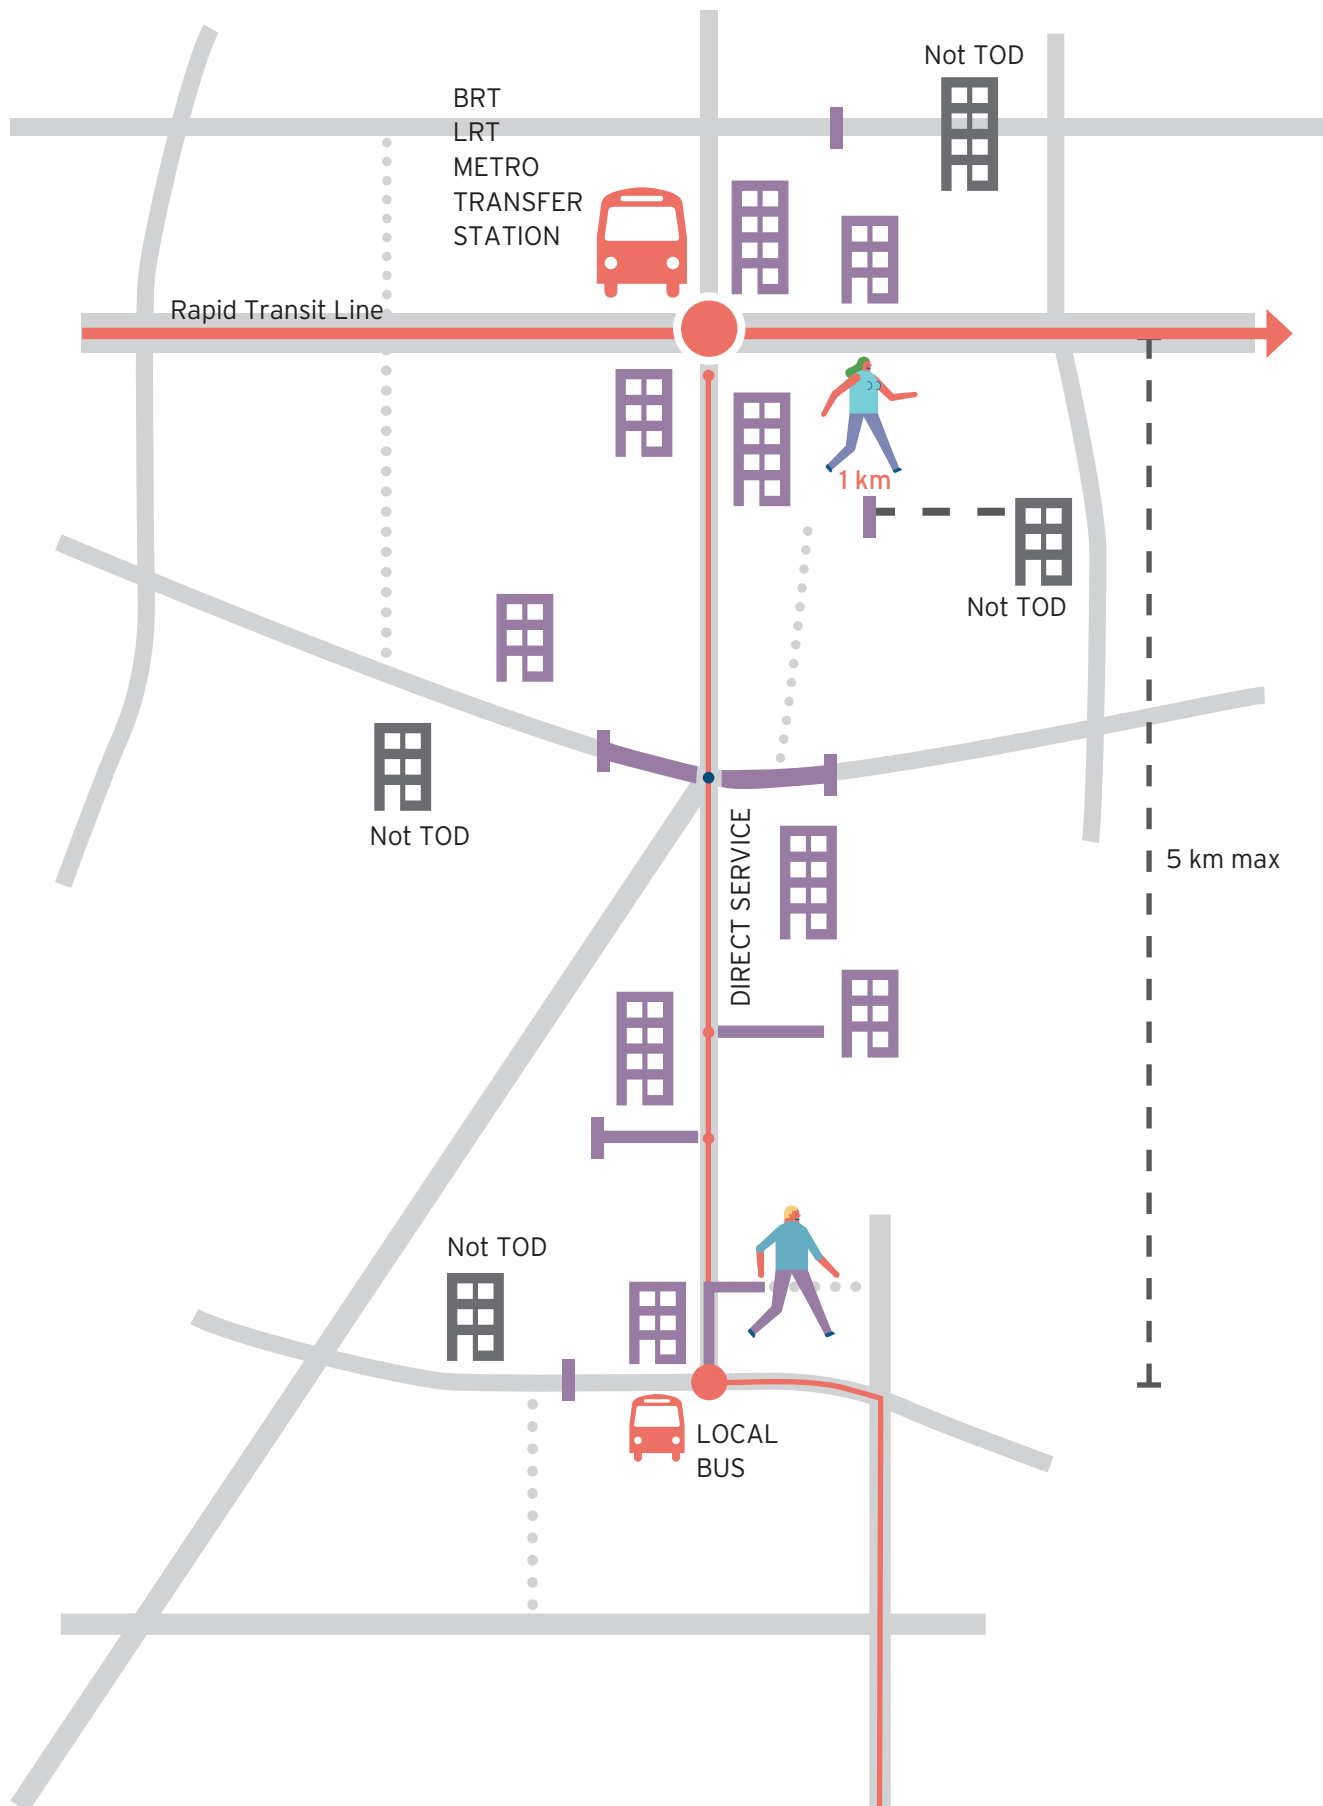 Not TOD
BRT
LRT
METRO
TRANSFER
STATION
Rapid Transit Line
1 km
Not TOD
Not TOD
DIRECT SERVICE
5 km max
Not TOD
LOCAL
BUS